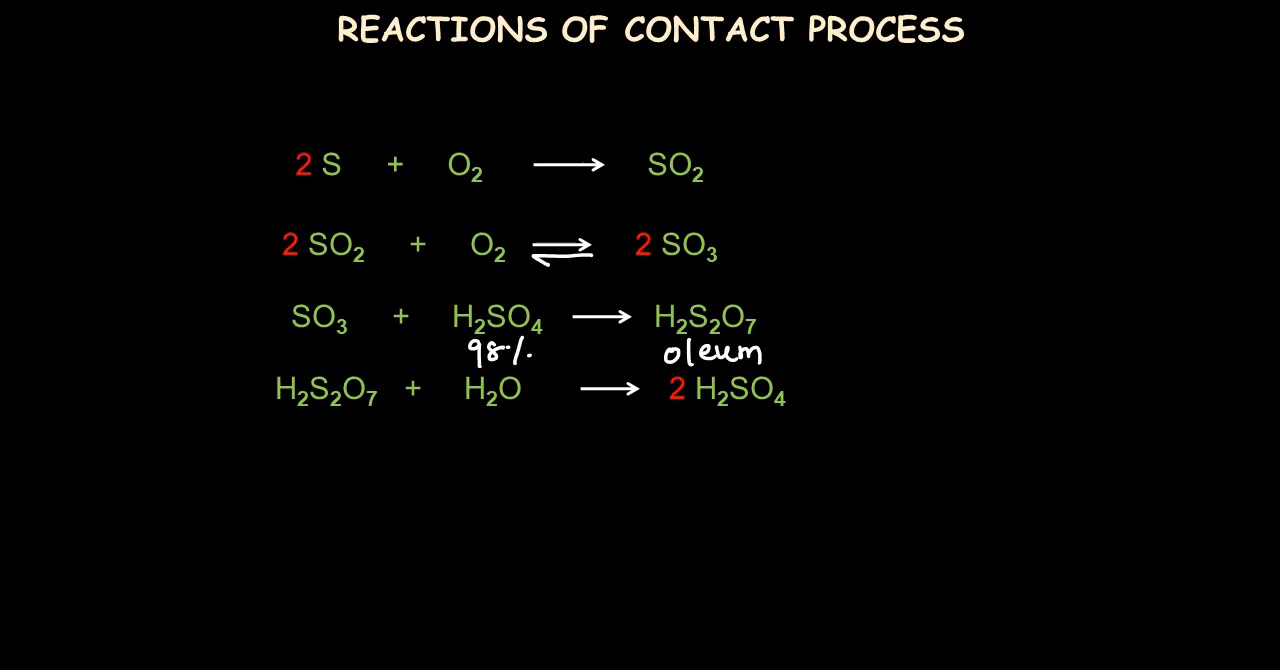 REACTIONS OF CONTACT PROCESS
2 S + O₂ ⟶ SO₂
2 SO₂ + O₂ ⇌ 2 SO₃
SO₃ + H₂SO₄ ⟶ H₂S₂O₇
98% oleum
H₂S₂O₇ + H₂O ⟶ 2 H₂SO₄